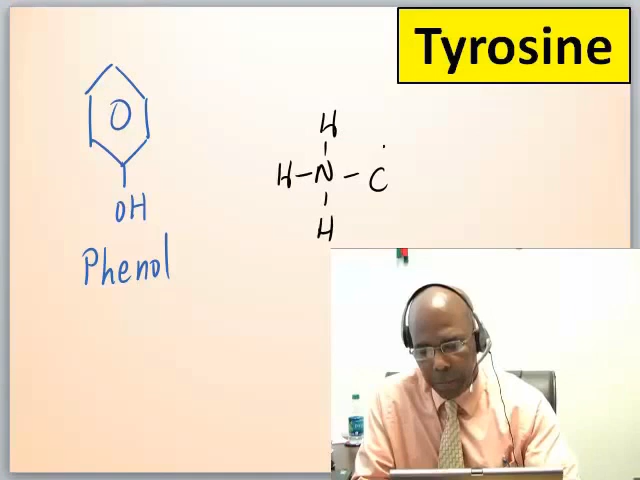 Tyrosine
H
H-N-C
H
OH
Phenol